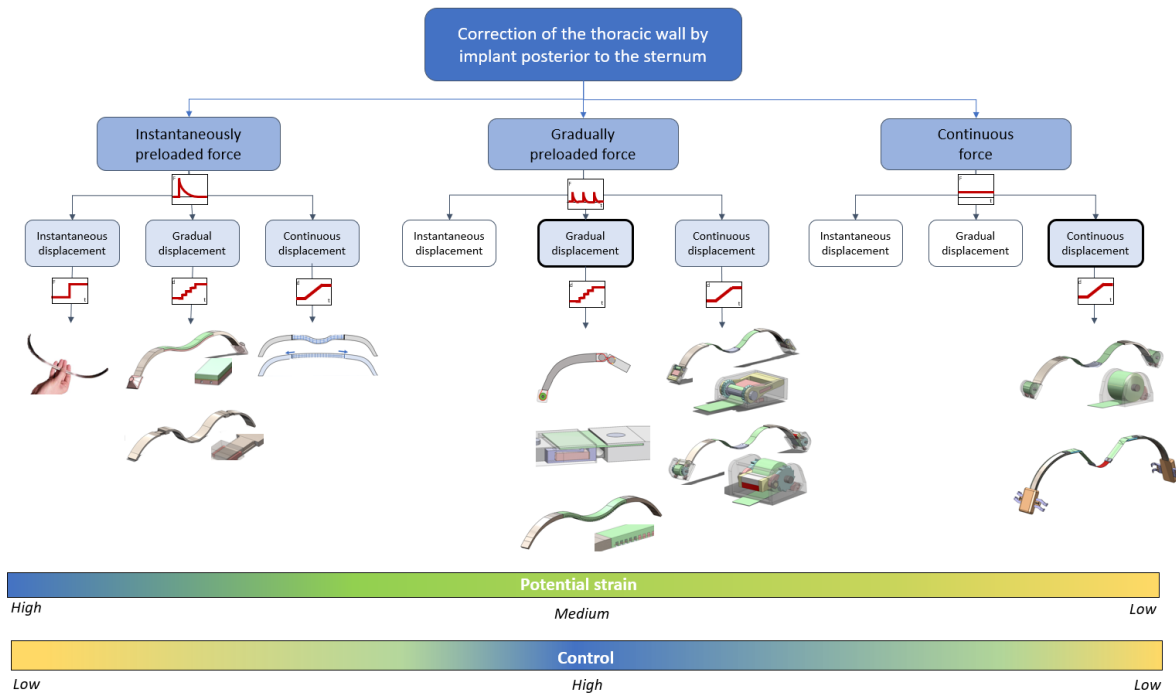 Correction of the thoracic wall by
implant posterior to the sternum
Instantaneously
preloaded force
Gradually
preloaded force
Continuous
force
F
t
F
t
t
Instantaneous
displacement
Gradual
displacement
Continuous
displacement
Instantaneous
displacement
Gradual
displacement
Continuous
displacement
Instantaneous
displacement
Gradual
displacement
Continuous
displacement
t
d
t
d
t
d
t
d
t
d
t
Potential strain
High
Medium
Low
Control
Low
High
Low